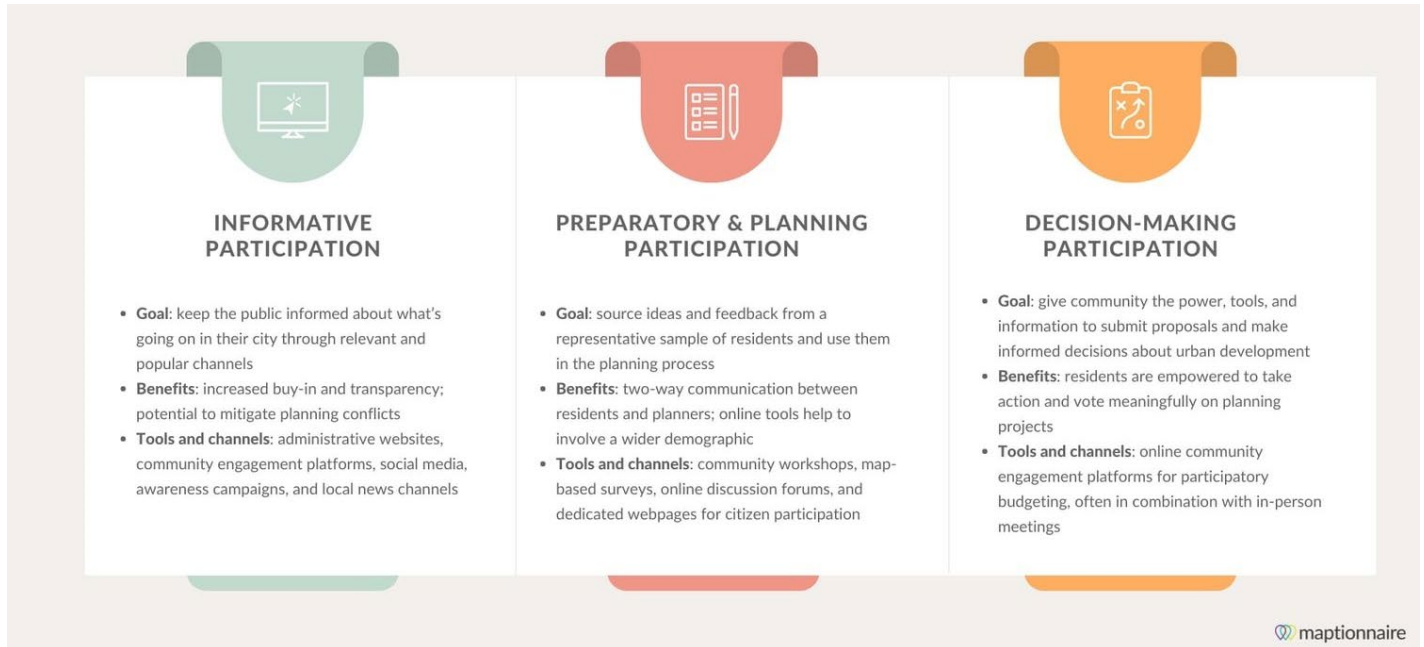 INFORMATIVE
PARTICIPATION
• Goal: keep the public informed about what's
going on in their city through relevant and
popular channels
• Benefits: increased buy-in and transparency;
potential to mitigate planning conflicts
• Tools and channels: administrative websites,
community engagement platforms, social media,
awareness campaigns, and local news channels
PREPARATORY & PLANNING
PARTICIPATION
• Goal: source ideas and feedback from a
representative sample of residents and use them
in the planning process
• Benefits: two-way communication between
residents and planners; online tools help to
involve a wider demographic
• Tools and channels: community workshops, map-
based surveys, online discussion forums, and
dedicated webpages for citizen participation
DECISION-MAKING
PARTICIPATION
• Goal: give community the power, tools, and
information to submit proposals and make
informed decisions about urban development
• Benefits: residents are empowered to take
action and vote meaningfully on planning
projects
• Tools and channels: online community
engagement platforms for participatory
budgeting, often in combination with in-person
meetings
maptionnaire